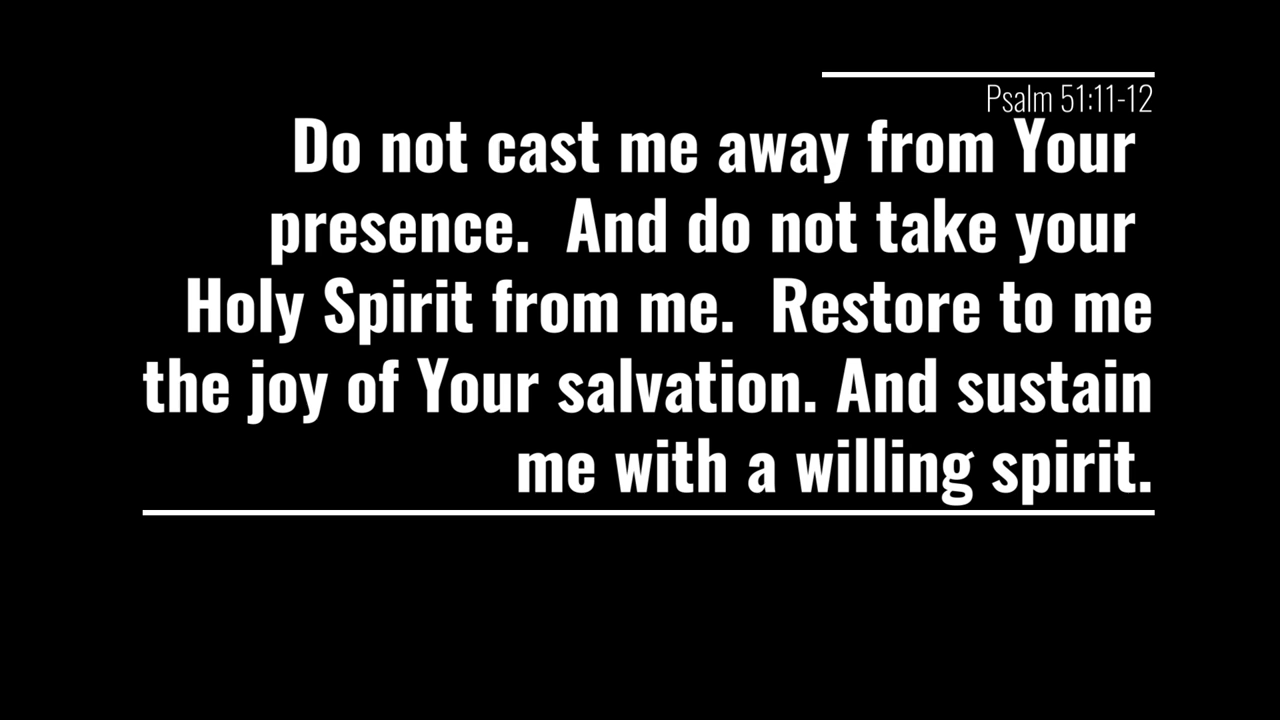 Psalm 51:11-12
Do not cast me away from Your
presence.  And do not take your
Holy Spirit from me.  Restore to me
the joy of Your salvation. And sustain
me with a willing spirit.